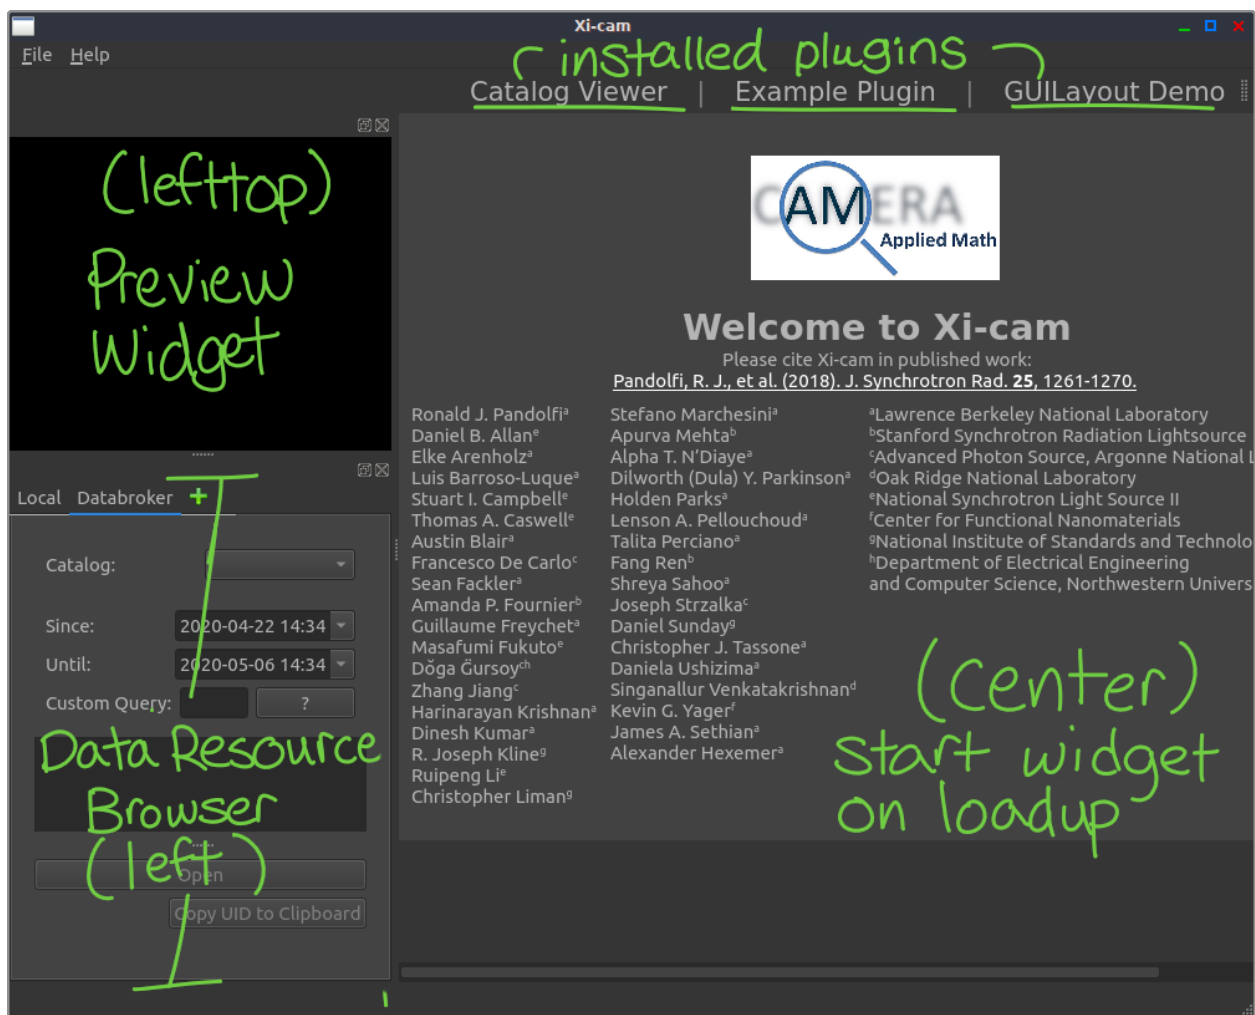 Xi-cam
File Help
installed plugins
Catalog Viewer | Example Plugin | GUILayout Demo
(lefttop)
Preview
Widget
CAMERA
Applied Math
Welcome to Xi-cam
Please cite Xi-cam in published work:
Pandolfi, R. J., et al. (2018). J. Synchrotron Rad. 25, 1261-1270.
Ronald J. Pandolfiᵃ
Daniel B. Allanᵉ
Elke Arenholzᵃ
Luis Barroso-Luqueᵃ
Stuart I. Campbellᵉ
Thomas A. Caswellᵉ
Austin Blairᵃ
Francesco De Carloᶜ
Sean Facklerᵃ
Amanda P. Fournierᵇ
Guillaume Freychetᵃ
Masafumi Fukutoᵉ
Dŏga Ğursoyᶜʰ
Zhang Jiangᶜ
Harinarayan Krishnanᵃ
Dinesh Kumarᵃ
R. Joseph Klineᵍ
Ruipeng Liᵉ
Christopher Limanᵍ
Stefano Marchesiniᵃ
Apurva Mehtaᵇ
Alpha T. N'Diayeᵃ
Dilworth (Dula) Y. Parkinsonᵃ
Holden Parksᵃ
Lenson A. Pellouchoudᵃ
Talita Percianoᵃ
Fang Renᵇ
Shreya Sahooᵃ
Joseph Strzalkaᶜ
Daniel Sundayᵍ
Christopher J. Tassoneᵃ
Daniela Ushizimaᵃ
Singanallur Venkatakrishnanᵈ
Kevin G. Yagerᶠ
James A. Sethianᵃ
Alexander Hexemerᵃ
ᵃLawrence Berkeley National Laboratory
ᵇStanford Synchrotron Radiation Lightsource
ᶜAdvanced Photon Source, Argonne National L
ᵈOak Ridge National Laboratory
ᵉNational Synchrotron Light Source II
ᶠCenter for Functional Nanomaterials
ᵍNational Institute of Standards and Technolo
ʰDepartment of Electrical Engineering
and Computer Science, Northwestern Univers
Local Databroker +
Catalog:
Since: 2020-04-22 14:34
Until: 2020-05-06 14:34
Custom Query: ?
Data Resource
Browser
(left)
Open
Copy UID to Clipboard
(center)
start widget
on loadup